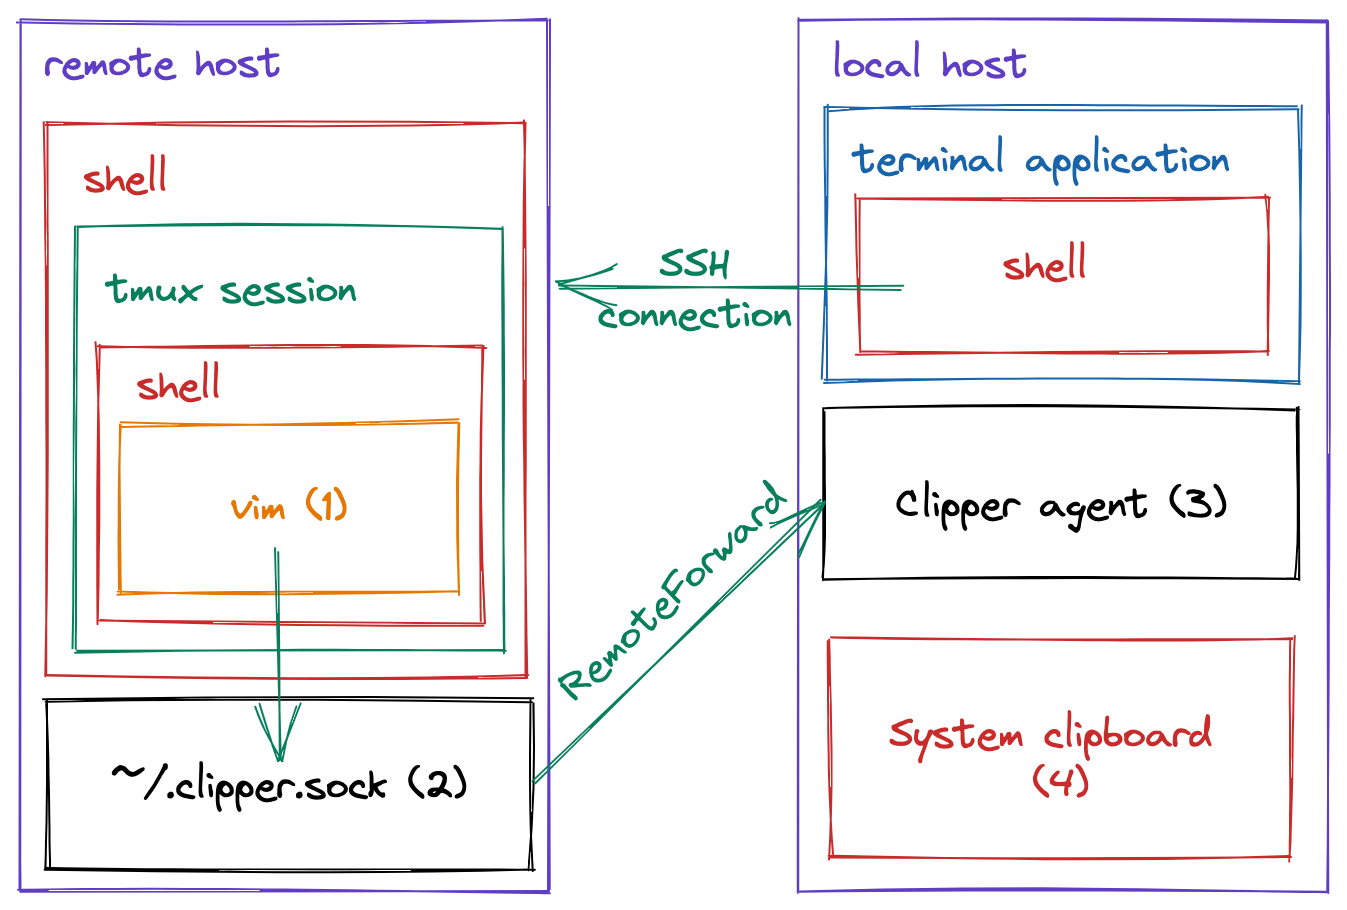 remote host
shell
tmux session
shell
vim (1)
~/.clipper.sock (2)
SSH
connection
RemoteForward
local host
terminal application
shell
Clipper agent (3)
System clipboard
(4)